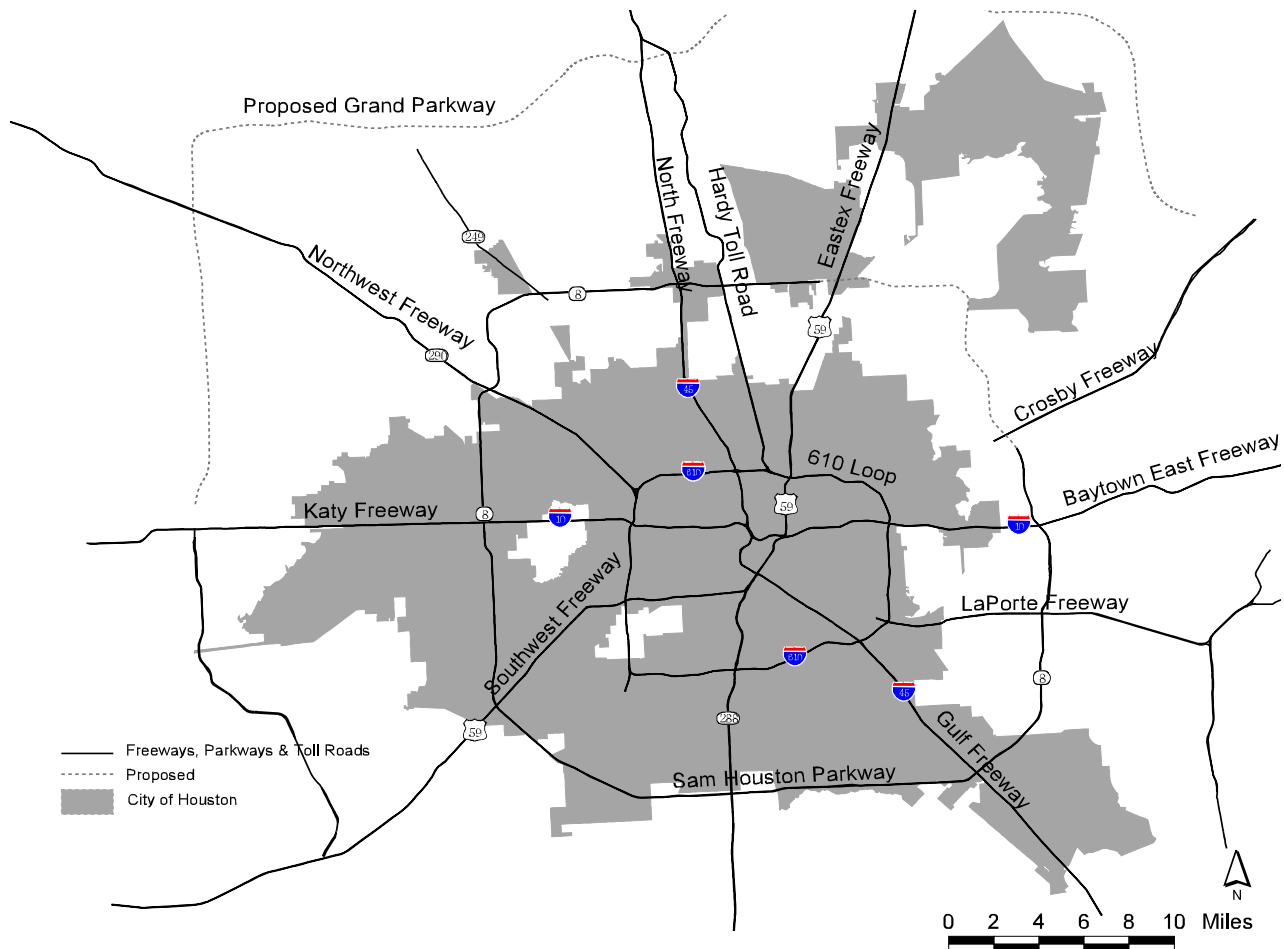 Proposed Grand Parkway
North Freeway
Hardy Toll Road
Eastex Freeway
249
Northwest Freeway
8
59
290
45
Crosby Freeway
610
610 Loop
Baytown East Freeway
Katy Freeway
8
10
59
10
Southwest Freeway
LaPorte Freeway
610
8
45
288
59
Gulf Freeway
Sam Houston Parkway
Freeways, Parkways & Toll Roads
Proposed
City of Houston
N
0 2 4 6 8 10 Miles